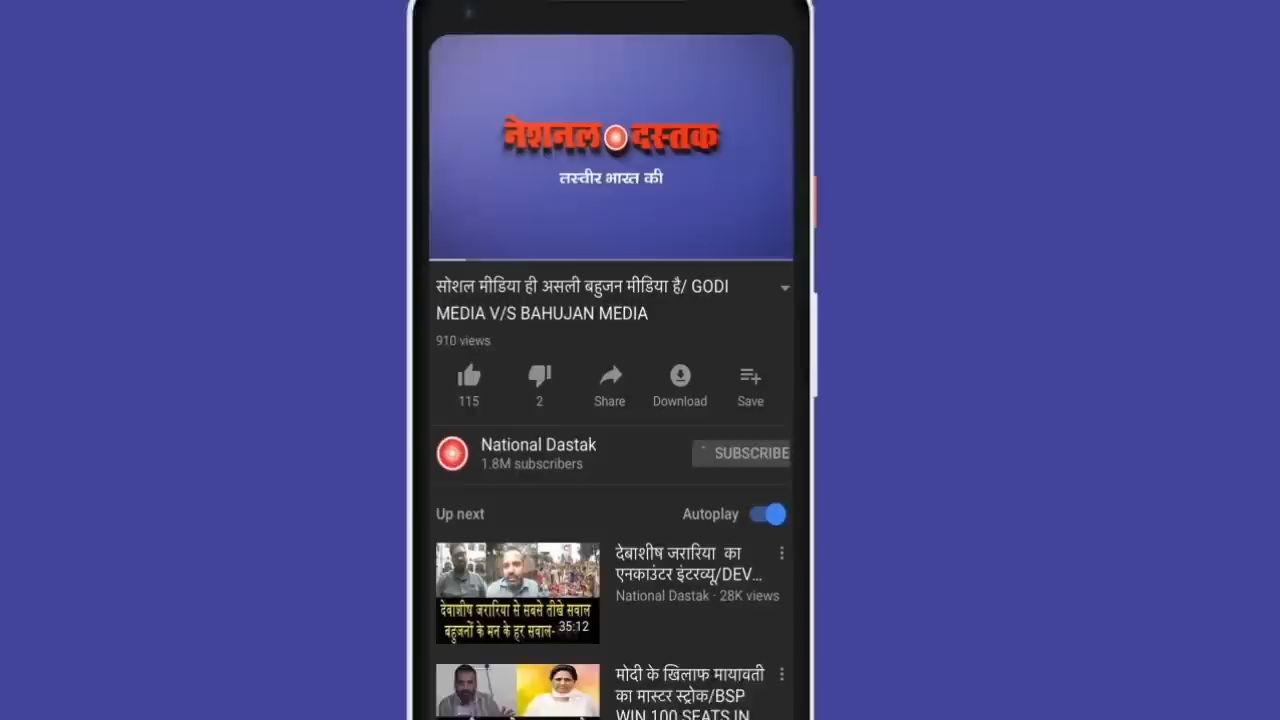 नेशनल दस्तक
तस्वीर भारत की
सोशल मीडिया ही असली बहुजन मीडिया है/ GODI
MEDIA V/S BAHUJAN MEDIA
910 views
115
2
Share
Download
Save
National Dastak
1.8M subscribers
SUBSCRIBE
Up next
Autoplay
देबाशीष जरारिया का
एनकाउंटर इंटरव्यू/DEV...
National Dastak · 28K views
देवाशीष जरारिया से सबसे तीखे सवाल
बहुजनों के मन के हर सवाल-
35:12
मोदी के खिलाफ मायावती
का मास्टर स्ट्रोक/BSP
WIN 100 SEATS IN